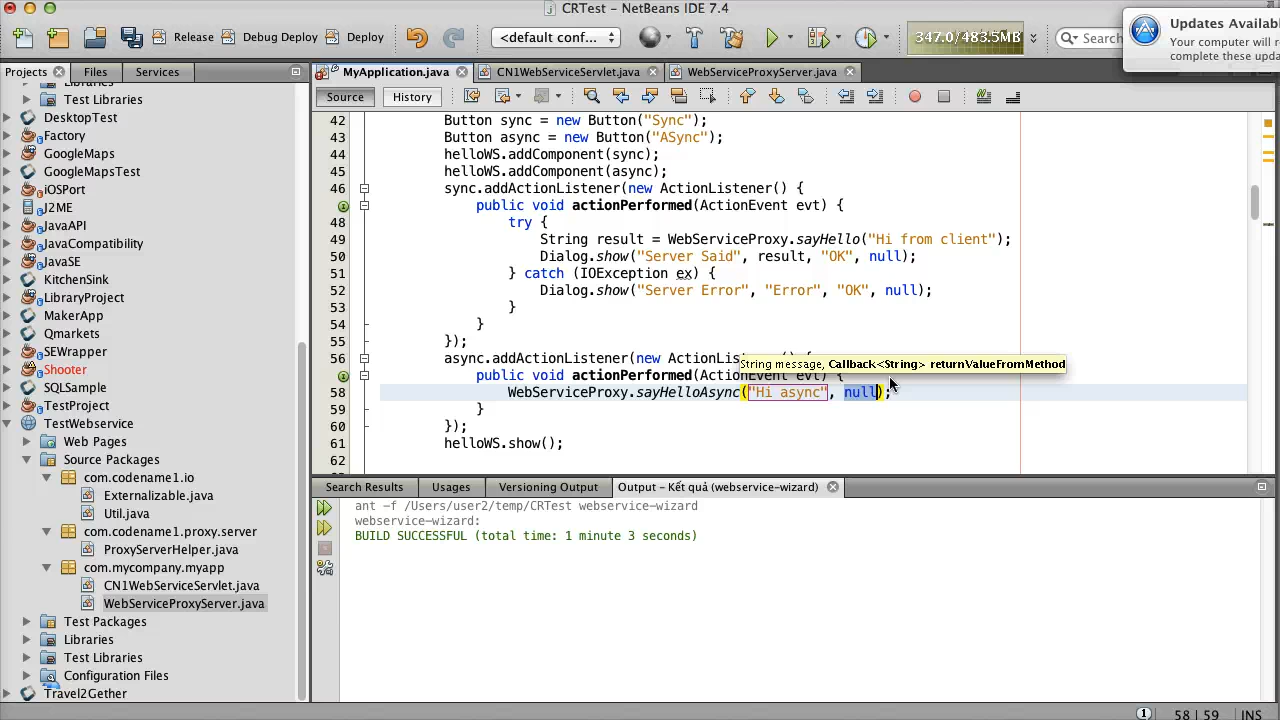 CRTest – NetBeans IDE 7.4
Release
Debug Deploy
Deploy
<default conf...
347.0/483.5MB
Search
Updates Availab
Your computer will r
complete these upda
Projects
Files
Services
MyApplication.java
CN1WebServiceServlet.java
WebServiceProxyServer.java
Source
History
Libraries
Test Libraries
DesktopTest
Factory
GoogleMaps
GoogleMapsTest
iOSPort
J2ME
JavaAPI
JavaCompatibility
JavaSE
KitchenSink
LibraryProject
MakerApp
Qmarkets
SEWrapper
Shooter
SQLSample
TestProject
TestWebservice
Web Pages
Source Packages
com.codename1.io
Externalizable.java
Util.java
com.codename1.proxy.server
ProxyServerHelper.java
com.mycompany.myapp
CN1WebServiceServlet.java
WebServiceProxyServer.java
Test Packages
Libraries
Test Libraries
Configuration Files
Travel2Gether
42 Button sync = new Button("Sync");
43 Button async = new Button("ASync");
44 helloWS.addComponent(sync);
45 helloWS.addComponent(async);
46 sync.addActionListener(new ActionListener() {
public void actionPerformed(ActionEvent evt) {
48 try {
49 String result = WebServiceProxy.sayHello("Hi from client");
50 Dialog.show("Server Said", result, "OK", null);
51 } catch (IOException ex) {
52 Dialog.show("Server Error", "Error", "OK", null);
53 }
54 }
55 });
56 async.addActionListener(new ActionListener() {
String message, Callback<String> returnValueFromMethod
public void actionPerformed(ActionEvent evt) {
58 WebServiceProxy.sayHelloAsync("Hi async", null);
59 }
60 });
61 helloWS.show();
62
Search Results
Usages
Versioning Output
Output – Kết quả (webservice-wizard)
ant -f /Users/user2/temp/CRTest webservice-wizard
webservice-wizard:
BUILD SUCCESSFUL (total time: 1 minute 3 seconds)
1
58 | 59
INS